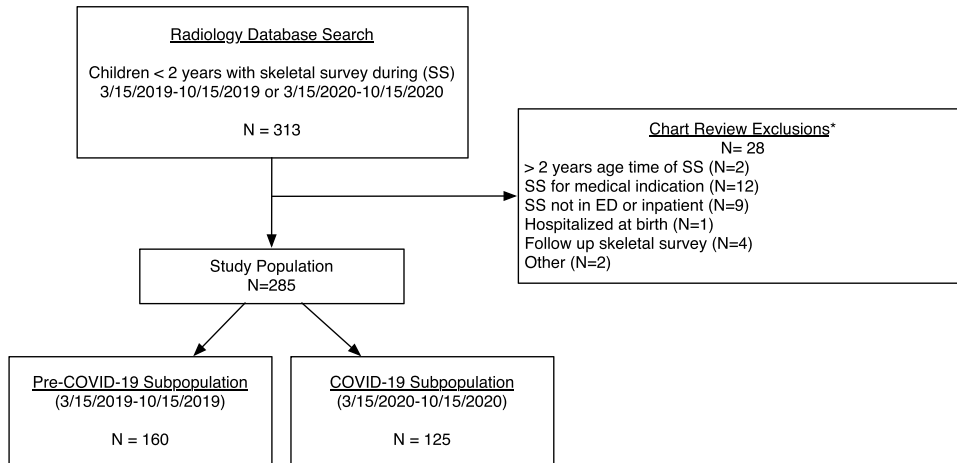 Radiology Database Search
Children < 2 years with skeletal survey during (SS)
3/15/2019-10/15/2019 or 3/15/2020-10/15/2020
N = 313
Chart Review Exclusions*
N= 28
> 2 years age time of SS (N=2)
SS for medical indication (N=12)
SS not in ED or inpatient (N=9)
Hospitalized at birth (N=1)
Follow up skeletal survey (N=4)
Other (N=2)
Study Population
N=285
Pre-COVID-19 Subpopulation
(3/15/2019-10/15/2019)
N = 160
COVID-19 Subpopulation
(3/15/2020-10/15/2020)
N = 125